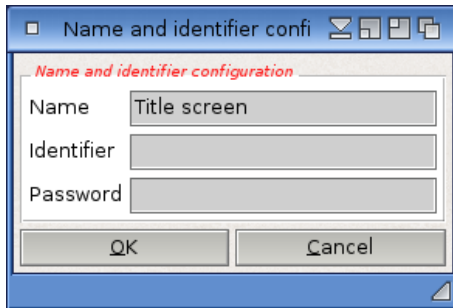 Name and identifier confi
Name and identifier configuration
Name Title screen
Identifier
Password
OK Cancel